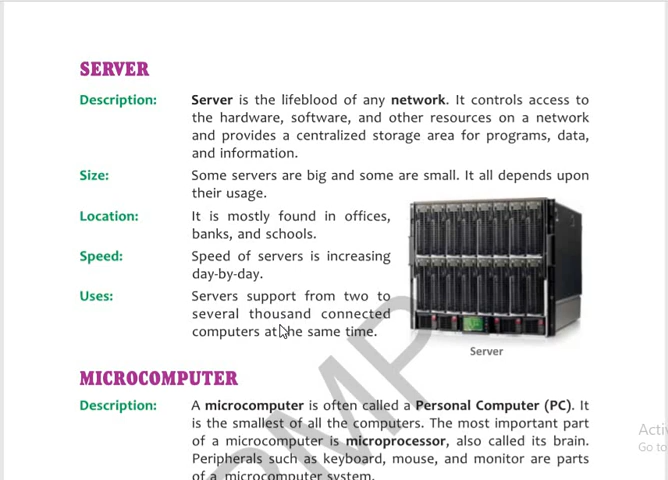 SERVER
Description: Server is the lifeblood of any network. It controls access to
the hardware, software, and other resources on a network
and provides a centralized storage area for programs, data,
and information.
Size: Some servers are big and some are small. It all depends upon
their usage.
Location: It is mostly found in offices,
banks, and schools.
Speed: Speed of servers is increasing
day-by-day.
Uses: Servers support from two to
several thousand connected
computers at the same time.
Server
MICROCOMPUTER
Description: A microcomputer is often called a Personal Computer (PC). It
is the smallest of all the computers. The most important part
of a microcomputer is microprocessor, also called its brain.
Peripherals such as keyboard, mouse, and monitor are parts
of a microcomputer system.
Go to